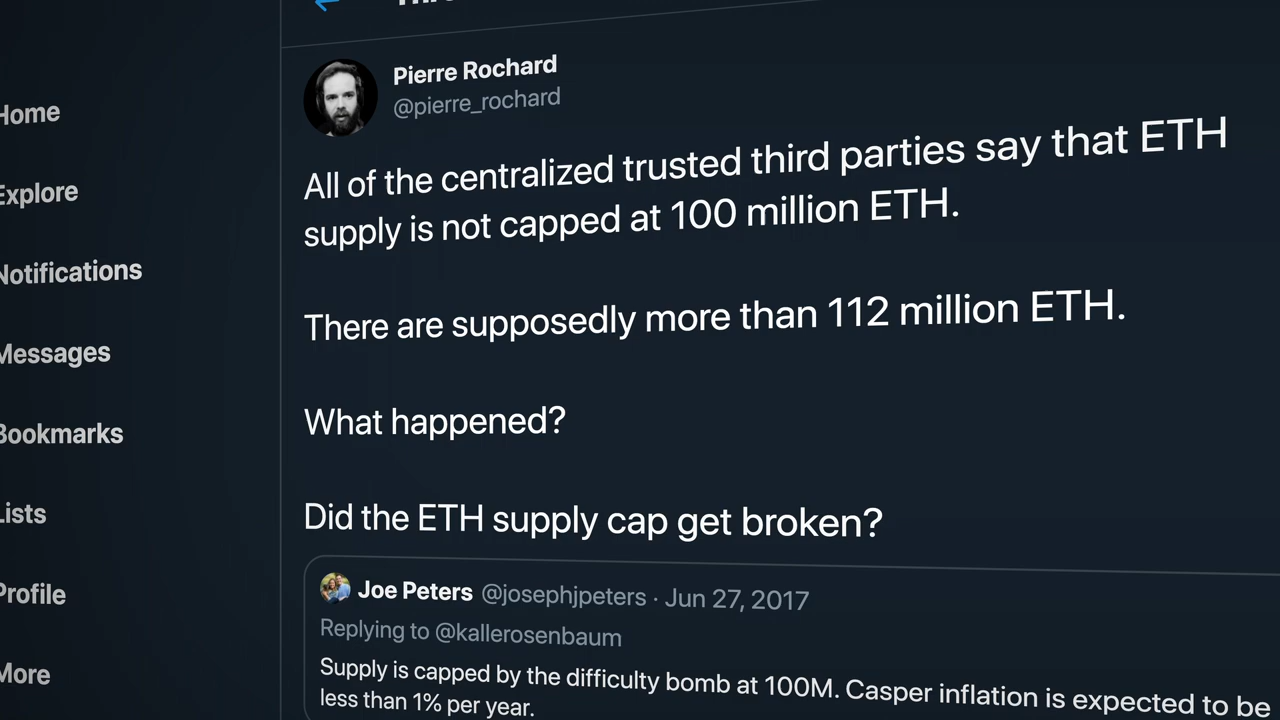 Home
Explore
Notifications
Messages
Bookmarks
Lists
Profile
More
Pierre Rochard
@pierre_rochard
All of the centralized trusted third parties say that ETH
supply is not capped at 100 million ETH.
There are supposedly more than 112 million ETH.
What happened?
Did the ETH supply cap get broken?
Joe Peters @josephjpeters · Jun 27, 2017
Replying to @kallerosenbaum
Supply is capped by the difficulty bomb at 100M. Casper inflation is expected to be
less than 1% per year.